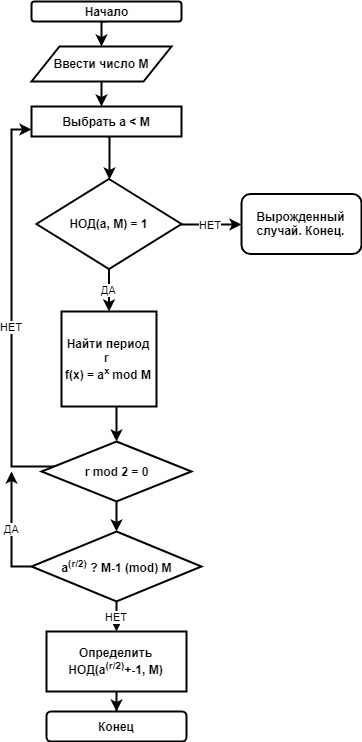 Начало
Ввести число M
Выбрать a < M
НОД(a, M) = 1
НЕТ
Вырожденный
случай. Конец.
ДА
Найти период
r
f(x) = aˣ mod M
НЕТ
r mod 2 = 0
ДА
a^(r/2) ? M-1 (mod) M
НЕТ
Определить
НОД(a^(r/2)+-1, M)
Конец